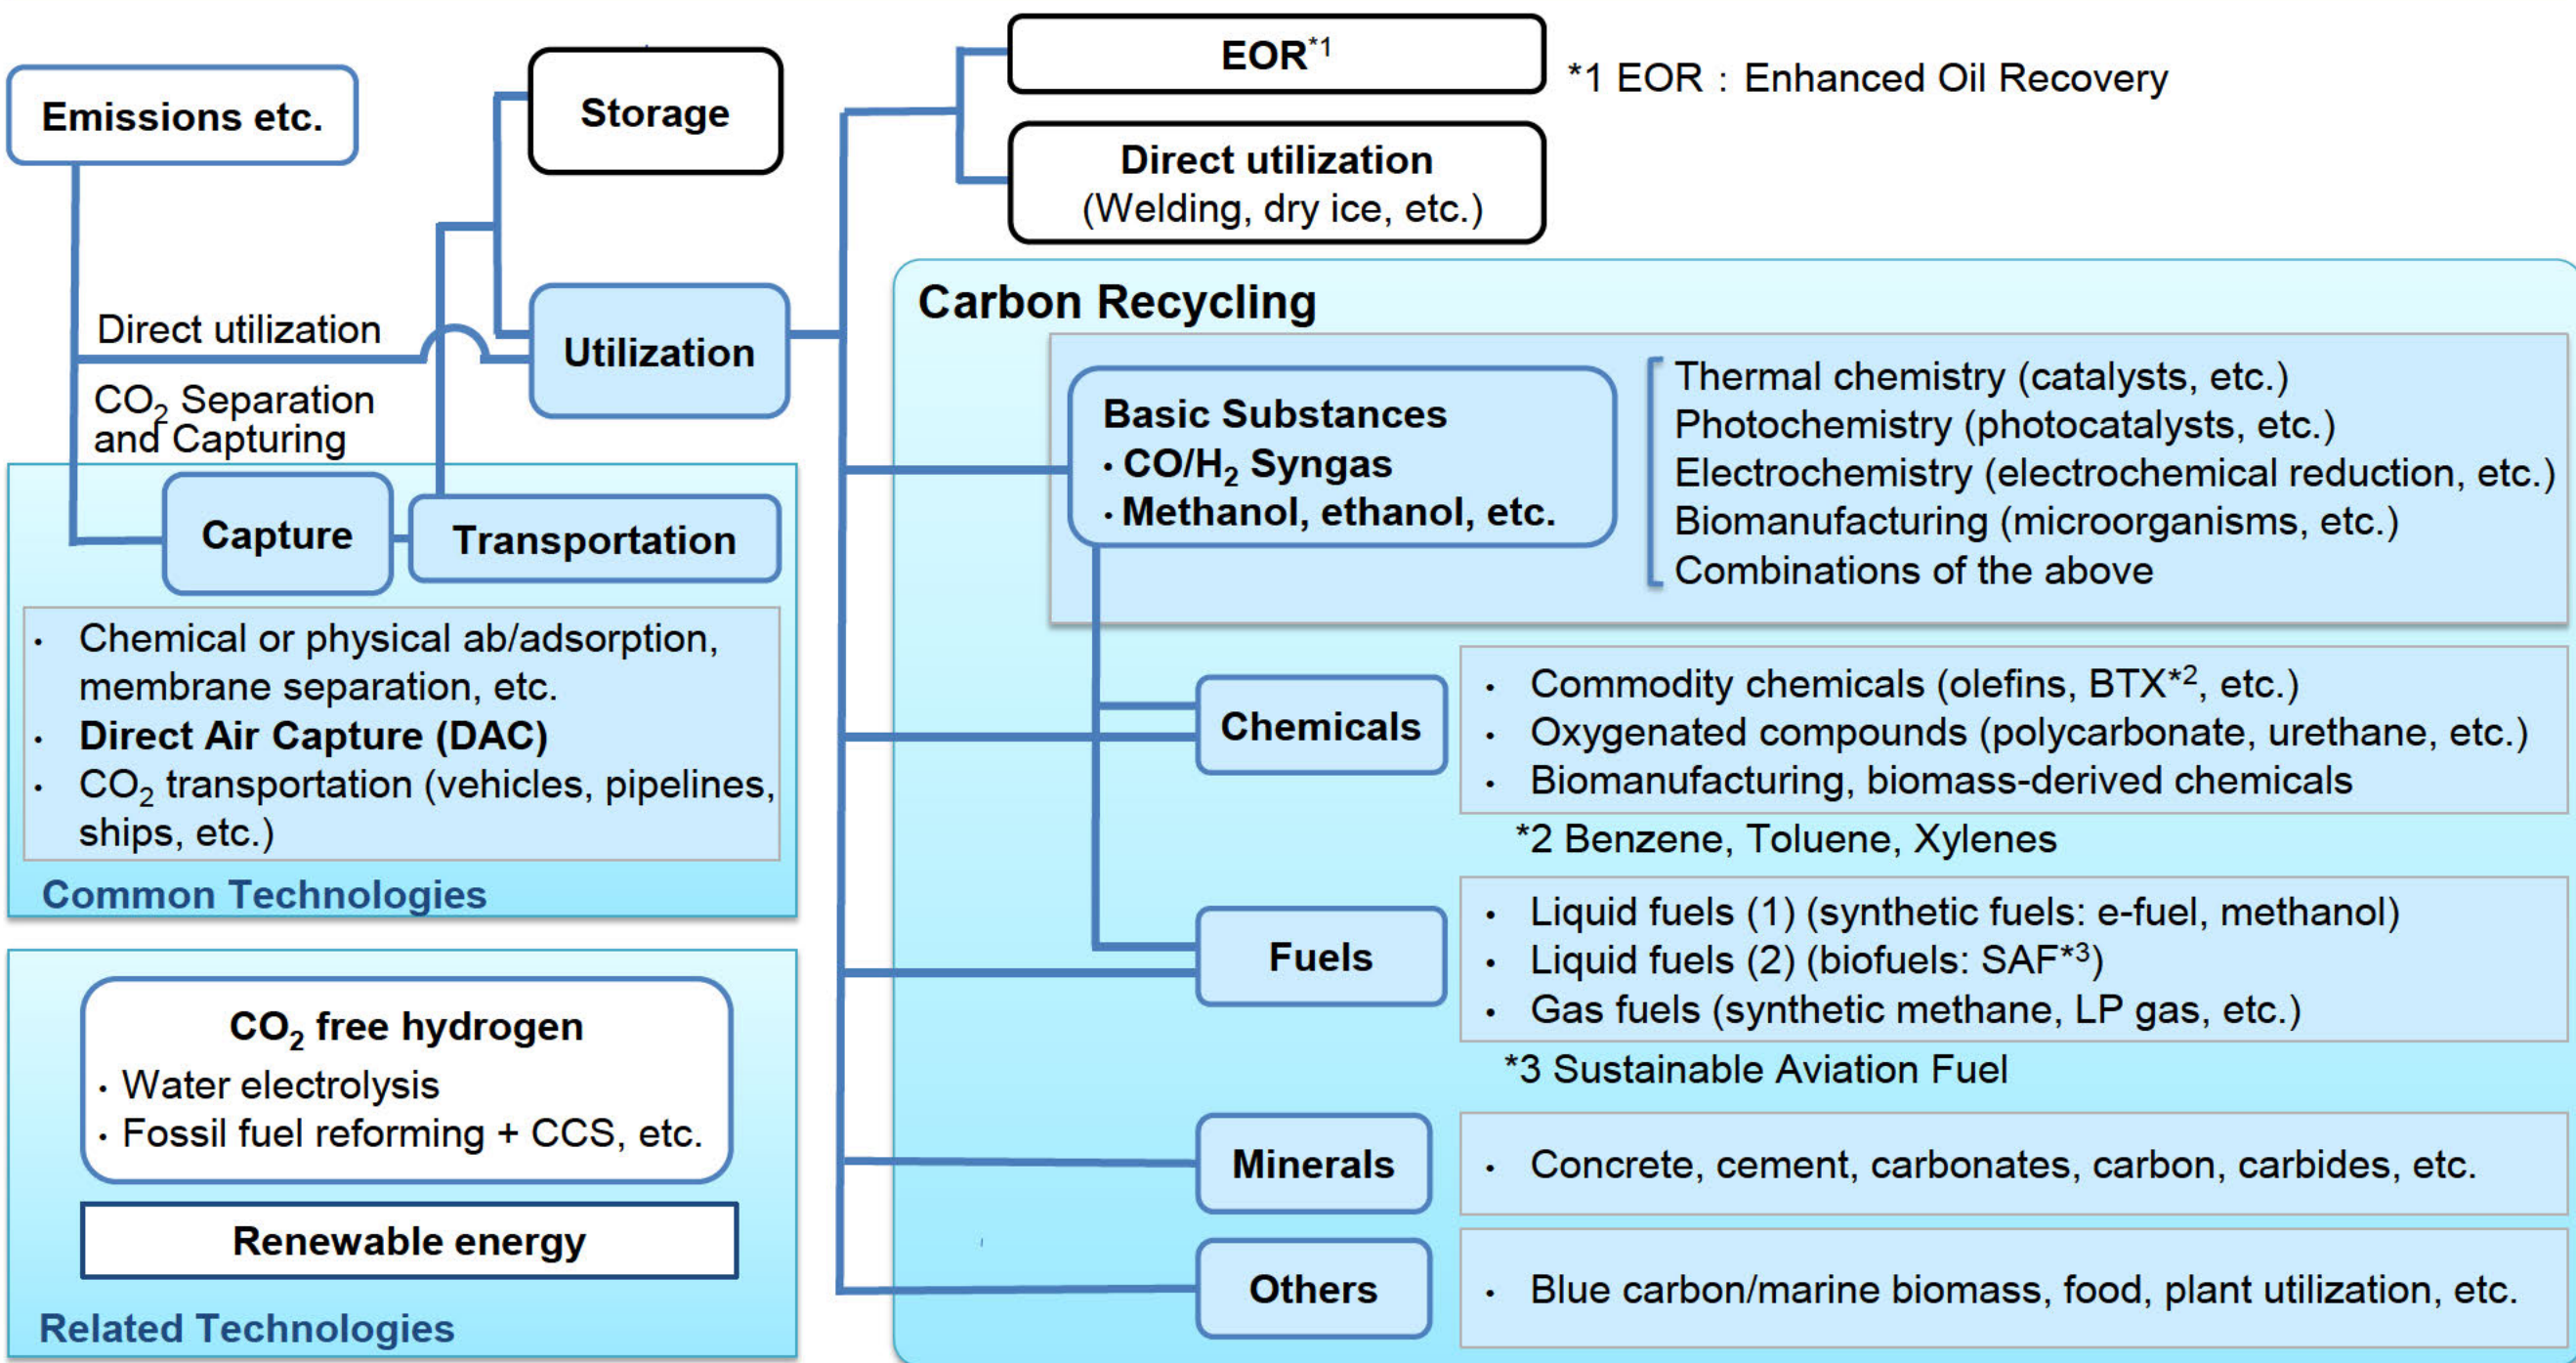 Emissions etc.
Storage
EOR*1
*1 EOR : Enhanced Oil Recovery
Direct utilization
(Welding, dry ice, etc.)
Direct utilization
Utilization
CO2 Separation
and Capturing
Capture
Transportation
· Chemical or physical ab/adsorption,
membrane separation, etc.
· Direct Air Capture (DAC)
· CO2 transportation (vehicles, pipelines,
ships, etc.)
Common Technologies
CO2 free hydrogen
· Water electrolysis
· Fossil fuel reforming + CCS, etc.
Renewable energy
Related Technologies
Carbon Recycling
Basic Substances
· CO/H2 Syngas
· Methanol, ethanol, etc.
Thermal chemistry (catalysts, etc.)
Photochemistry (photocatalysts, etc.)
Electrochemistry (electrochemical reduction, etc.)
Biomanufacturing (microorganisms, etc.)
Combinations of the above
Chemicals
· Commodity chemicals (olefins, BTX*2, etc.)
· Oxygenated compounds (polycarbonate, urethane, etc.)
· Biomanufacturing, biomass-derived chemicals
*2 Benzene, Toluene, Xylenes
Fuels
· Liquid fuels (1) (synthetic fuels: e-fuel, methanol)
· Liquid fuels (2) (biofuels: SAF*3)
· Gas fuels (synthetic methane, LP gas, etc.)
*3 Sustainable Aviation Fuel
Minerals
· Concrete, cement, carbonates, carbon, carbides, etc.
Others
· Blue carbon/marine biomass, food, plant utilization, etc.